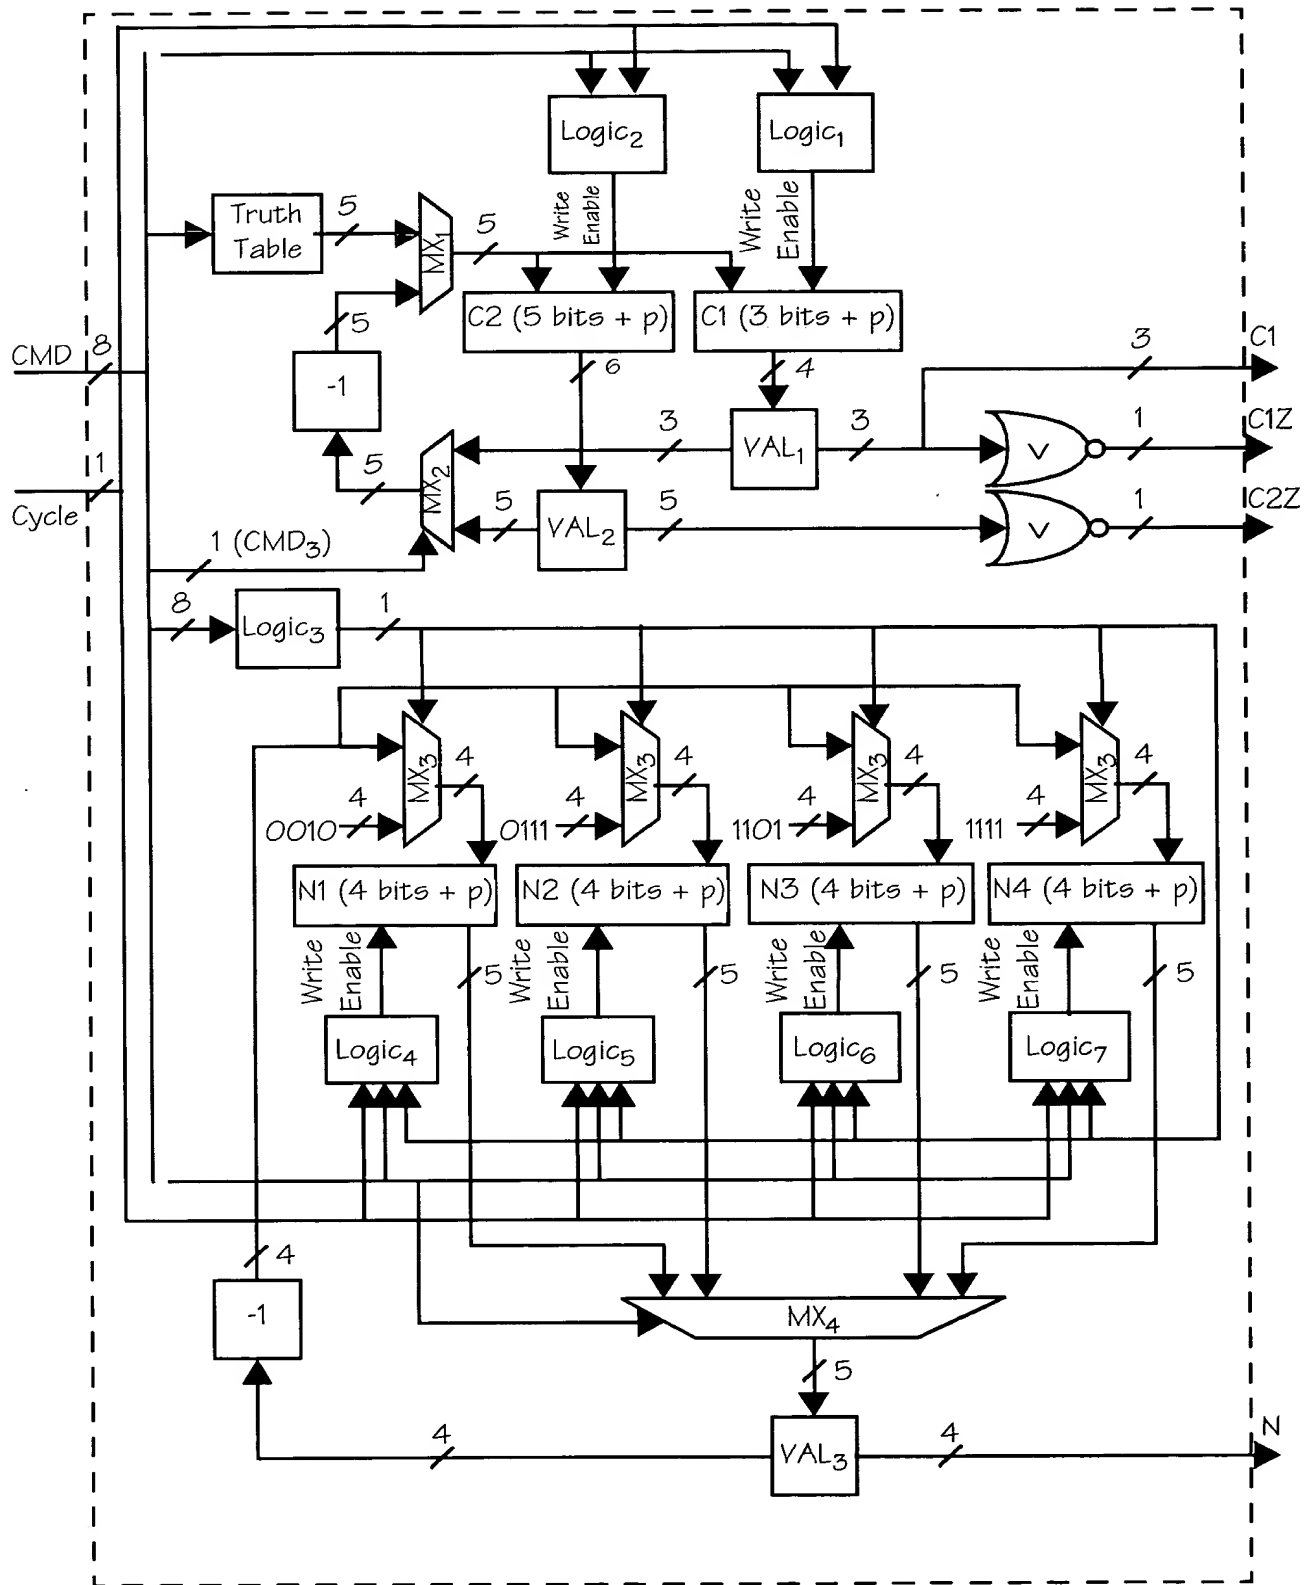 Logic2
Logic1
Write
Enable
Write
Enable
Truth
Table
5
MX1
5
C2 (5 bits + p)
C1 (3 bits + p)
5
CMD
8
-1
6
4
3
C1
3
VAL1
3
V
1
C1Z
MX2
5
1
Cycle
5
VAL2
5
V
1
C2Z
1 (CMD3)
8
Logic3
1
MX3
4
MX3
4
MX3
4
MX3
4
4
0010
4
0111
4
1101
4
1111
N1 (4 bits + p)
N2 (4 bits + p)
N3 (4 bits + p)
N4 (4 bits + p)
Write
Enable
5
Write
Enable
5
Write
Enable
5
Write
Enable
5
Logic4
Logic5
Logic6
Logic7
4
-1
MX4
5
4
VAL3
4
N